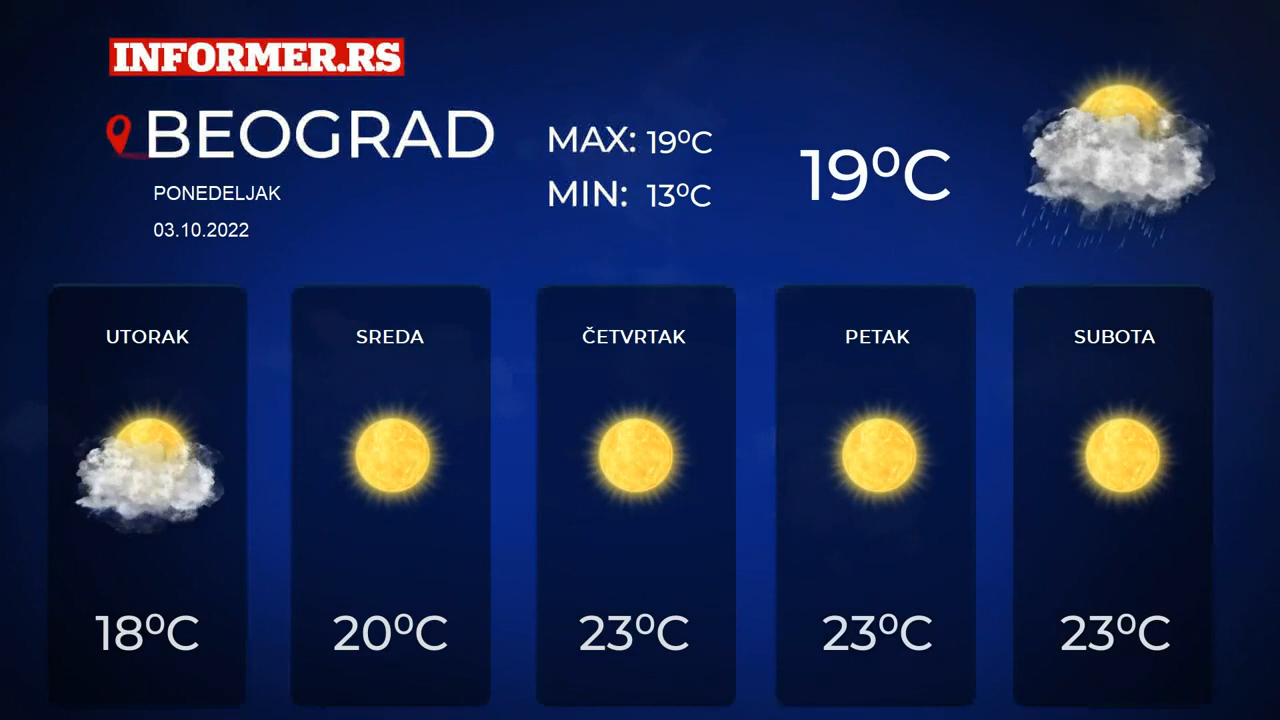 INFORMER.RS
BEOGRAD
PONEDELJAK
03.10.2022
MAX: 19ºC
MIN: 13ºC
19ºC
UTORAK
18ºC
SREDA
20ºC
ČETVRTAK
23ºC
PETAK
23ºC
SUBOTA
23ºC